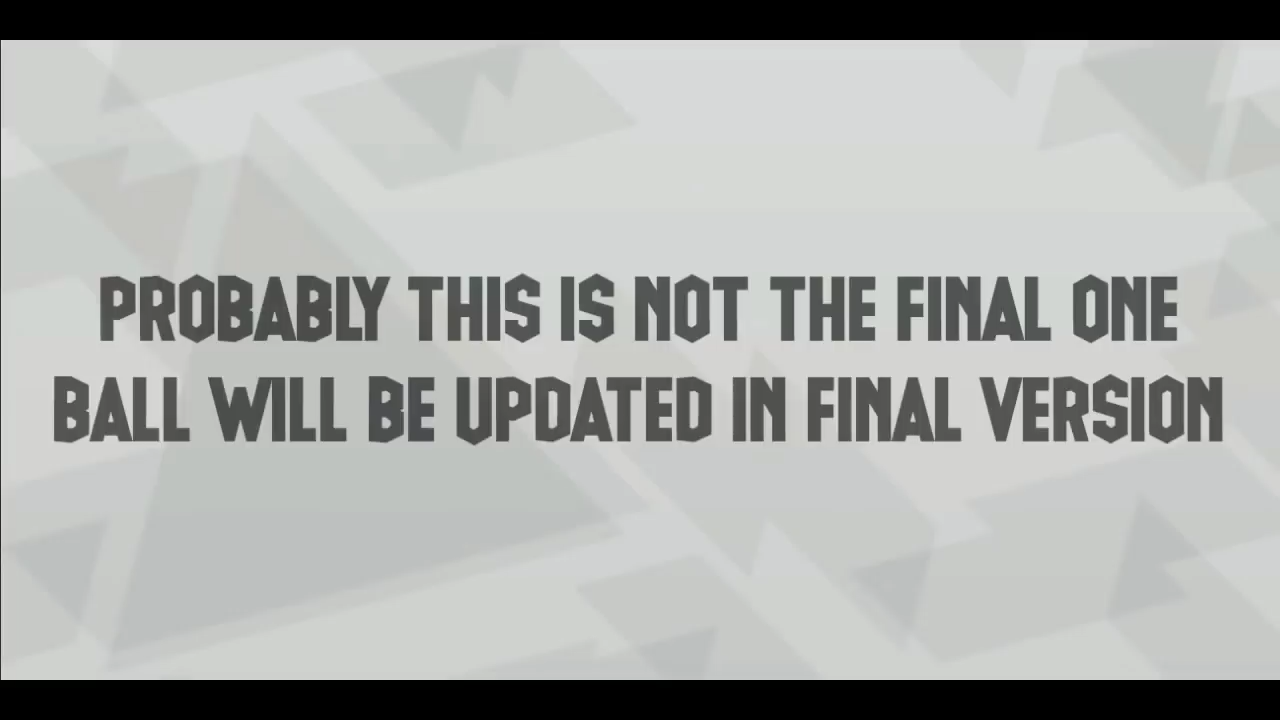 PROBABLY THIS IS NOT THE FINAL ONE
BALL WILL BE UPDATED IN FINAL VERSION